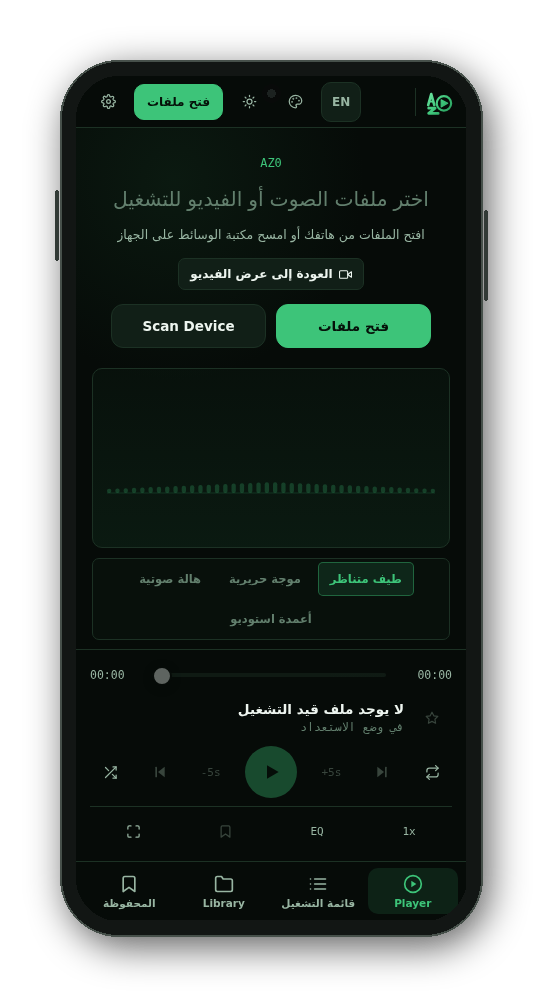 AZO
EN
فتح ملفات
AZ0
اختر ملفات الصوت أو الفيديو للتشغيل
افتح الملفات من هاتفك أو امسح مكتبة الوسائط على الجهاز
العودة إلى عرض الفيديو
فتح ملفات
Scan Device
طيف متناظر
موجة حريرية
هالة صوتية
أعمدة استوديو
00:00
00:00
لا يوجد ملف قيد التشغيل
في وضع الاستعداد
-5s
+5s
EQ
1x
Player
قائمة التشغيل
Library
المحفوظة